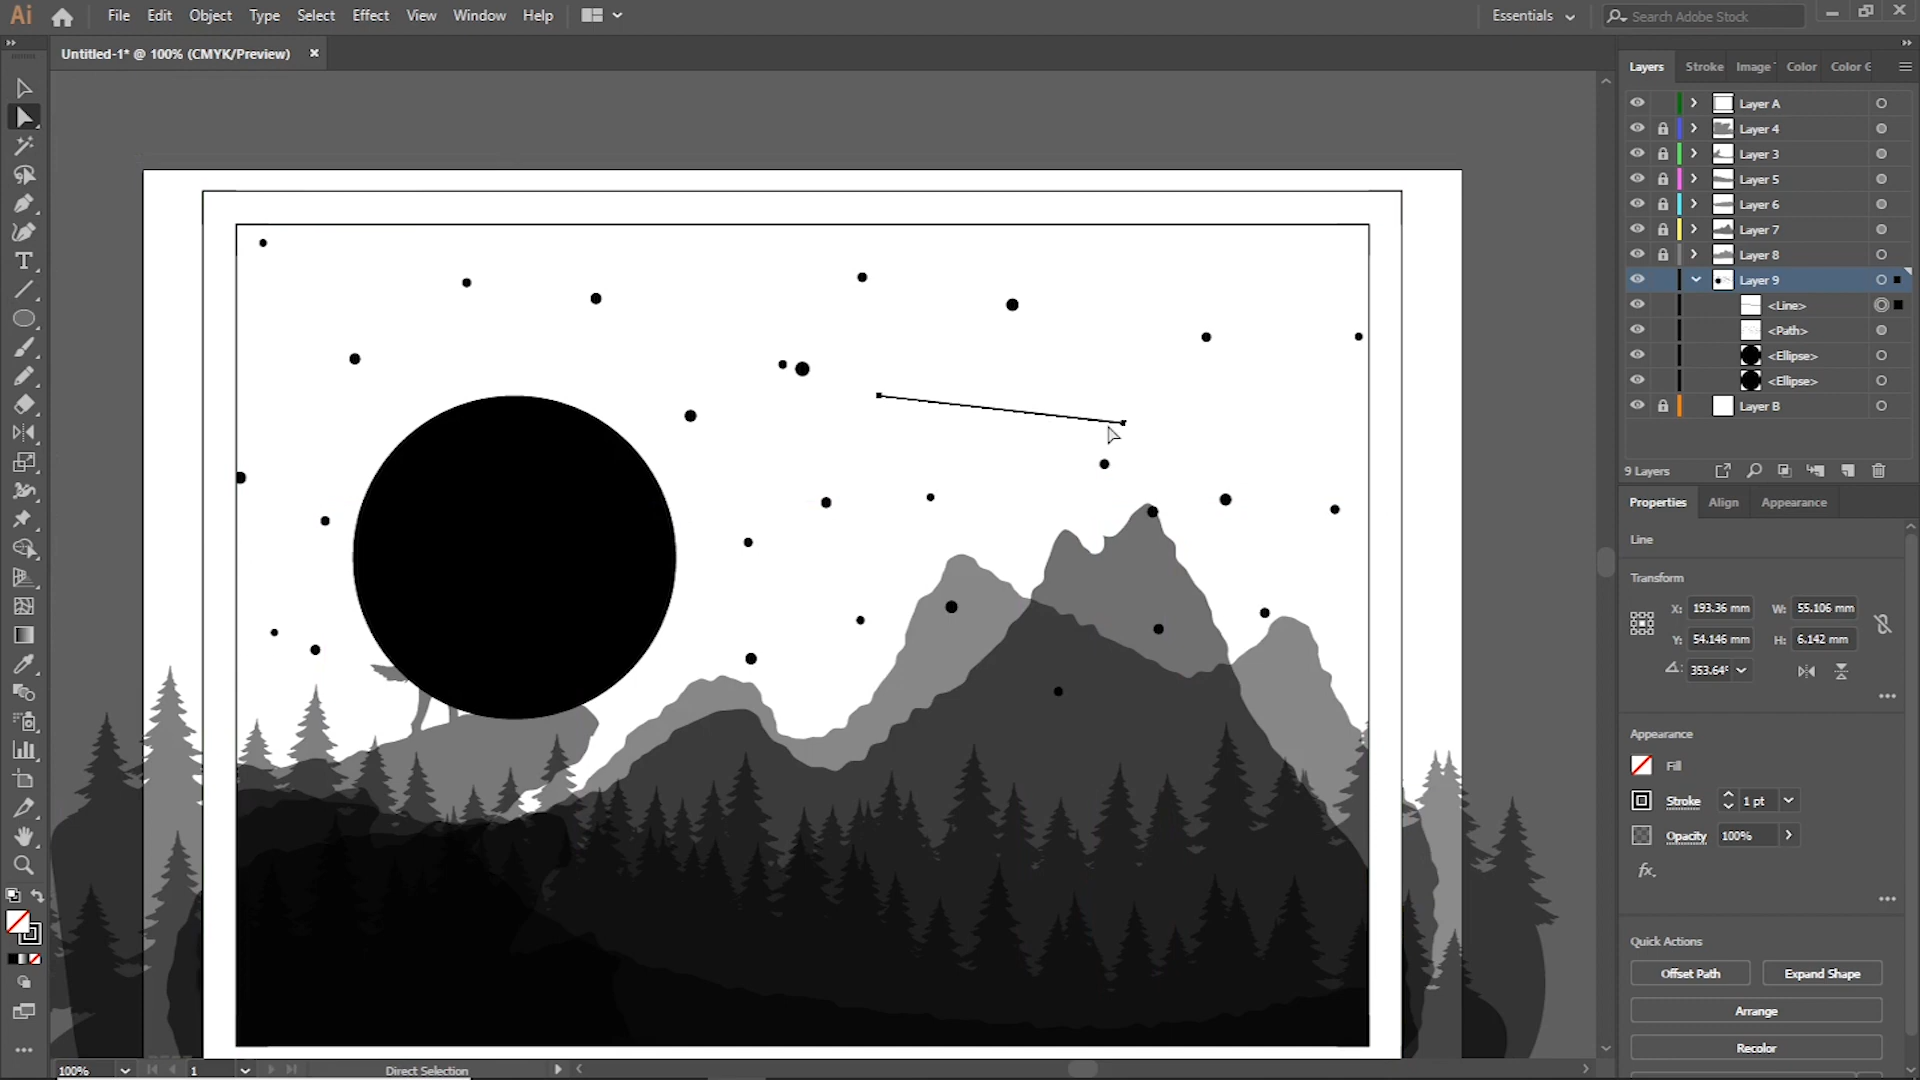 Ai File Edit Object Type Select Effect View Window Help Essentials Search Adobe Stock
Untitled-1* @ 100% (CMYK/Preview) ×
Layers Stroke Image Color Color G
Layer A
Layer 4
Layer 3
Layer 5
Layer 6
Layer 7
Layer 8
Layer 9
<Line>
<Path>
<Ellipse>
<Ellipse>
Layer B
9 Layers
Properties Align Appearance
Line
Transform
X: 193.36 mm W: 55.106 mm
Y: 54.146 mm H: 6.142 mm
353.64°
Appearance
Fill
Stroke 1 pt
Opacity 100%
fx.
Quick Actions
Offset Path Expand Shape
Arrange
Recolor
100% 1 Direct Selection